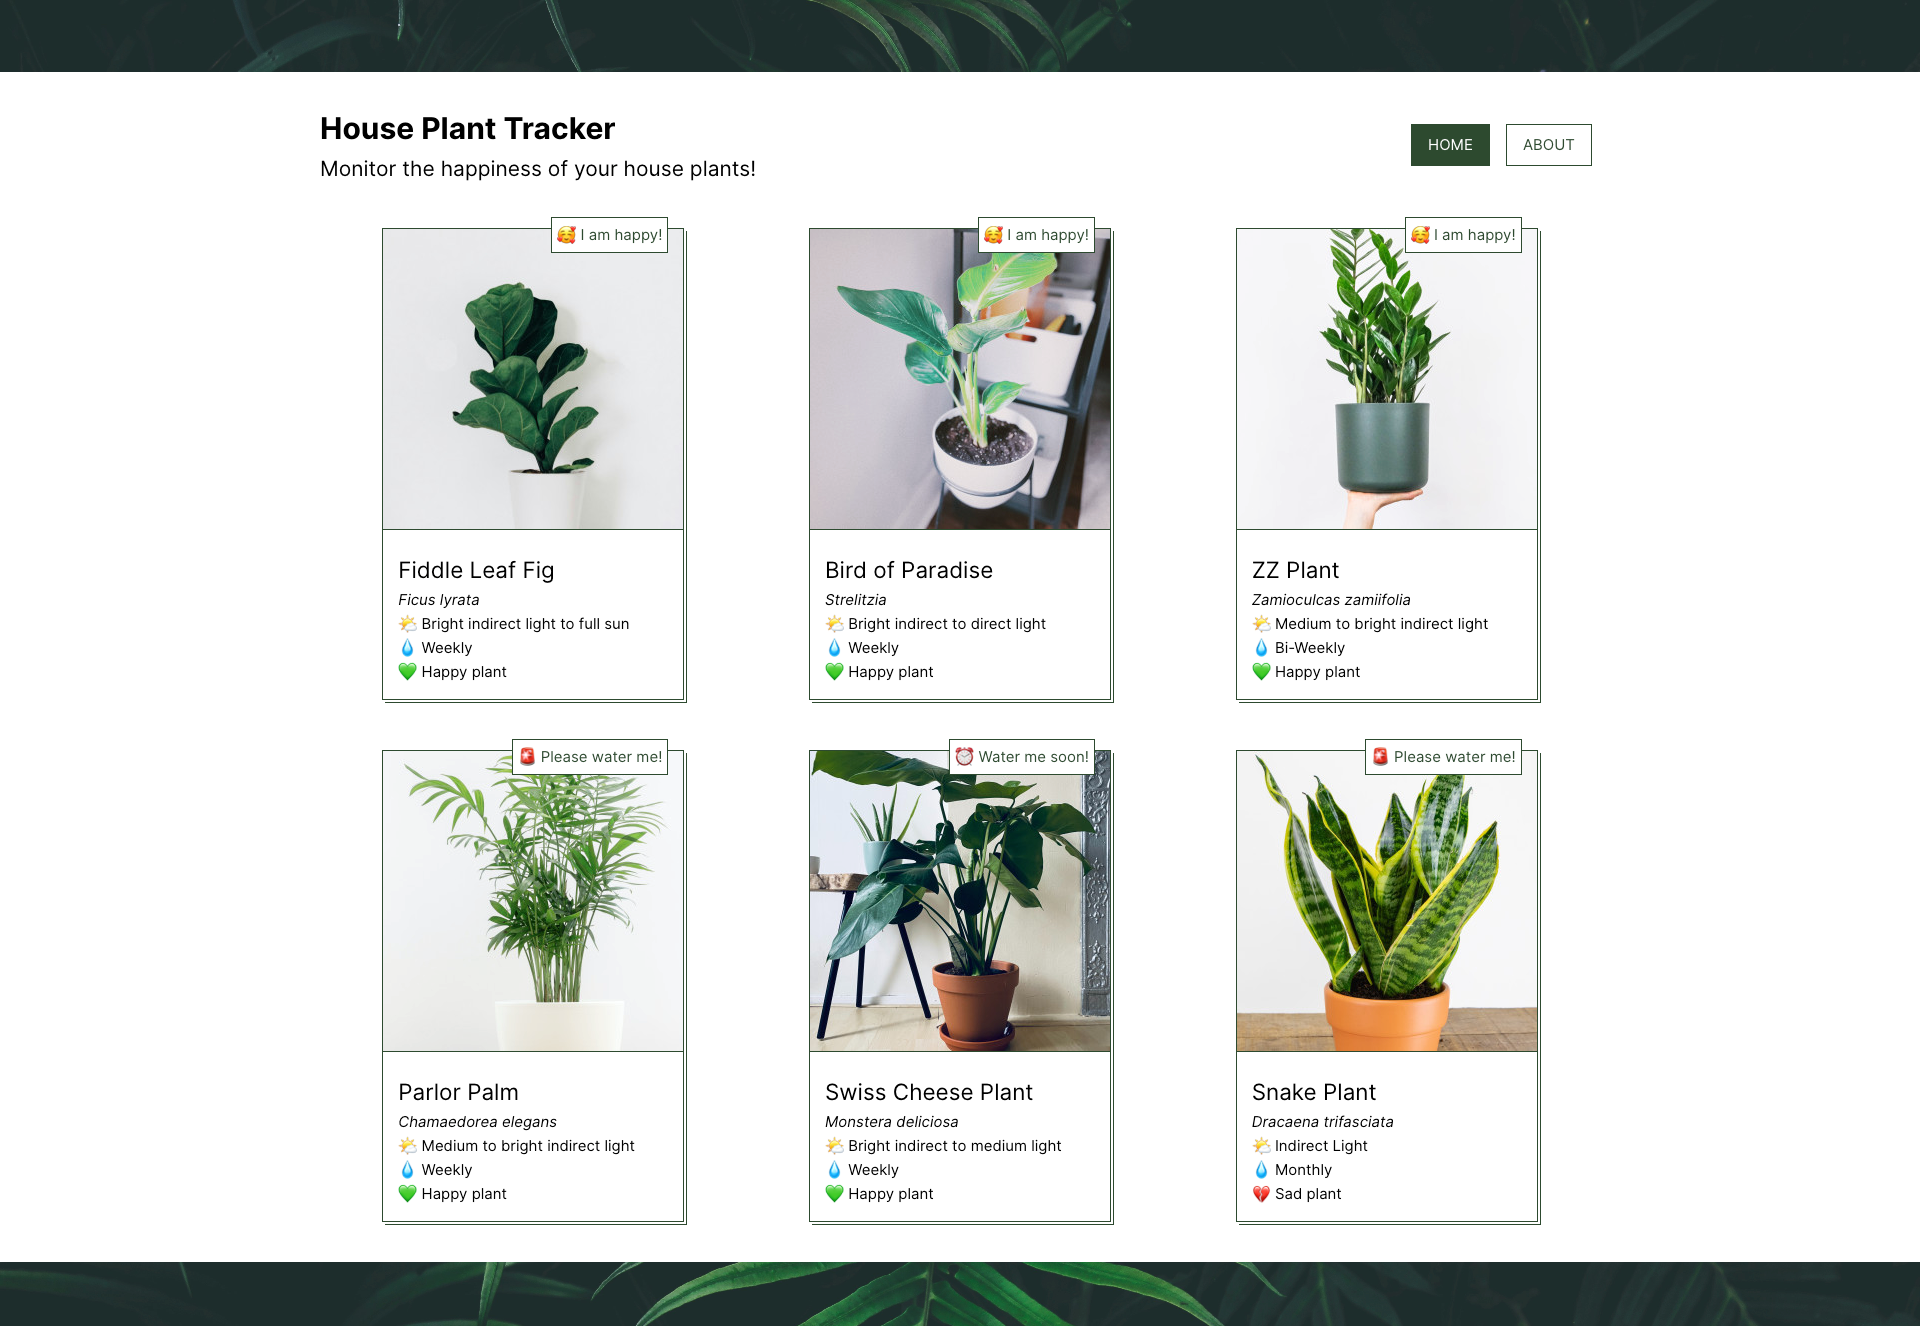 House Plant Tracker
Monitor the happiness of your house plants!
HOME
ABOUT
🥰 I am happy!
Fiddle Leaf Fig
Ficus lyrata
🌤️ Bright indirect light to full sun
💧 Weekly
💚 Happy plant
🥰 I am happy!
Bird of Paradise
Strelitzia
🌤️ Bright indirect to direct light
💧 Weekly
💚 Happy plant
🥰 I am happy!
ZZ Plant
Zamioculcas zamiifolia
🌤️ Medium to bright indirect light
💧 Bi-Weekly
💚 Happy plant
🚨 Please water me!
Parlor Palm
Chamaedorea elegans
🌤️ Medium to bright indirect light
💧 Weekly
💚 Happy plant
⏰ Water me soon!
Swiss Cheese Plant
Monstera deliciosa
🌤️ Bright indirect to medium light
💧 Weekly
💚 Happy plant
🚨 Please water me!
Snake Plant
Dracaena trifasciata
🌤️ Indirect Light
💧 Monthly
💔 Sad plant